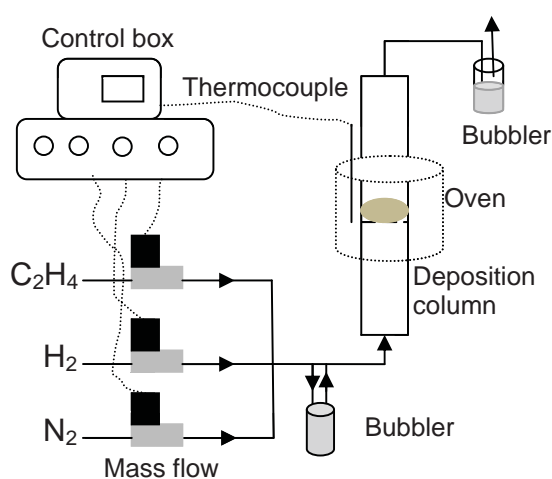 Control box
Thermocouple
Bubbler
Oven
C₂H₄
Deposition
column
H₂
N₂
Bubbler
Mass flow